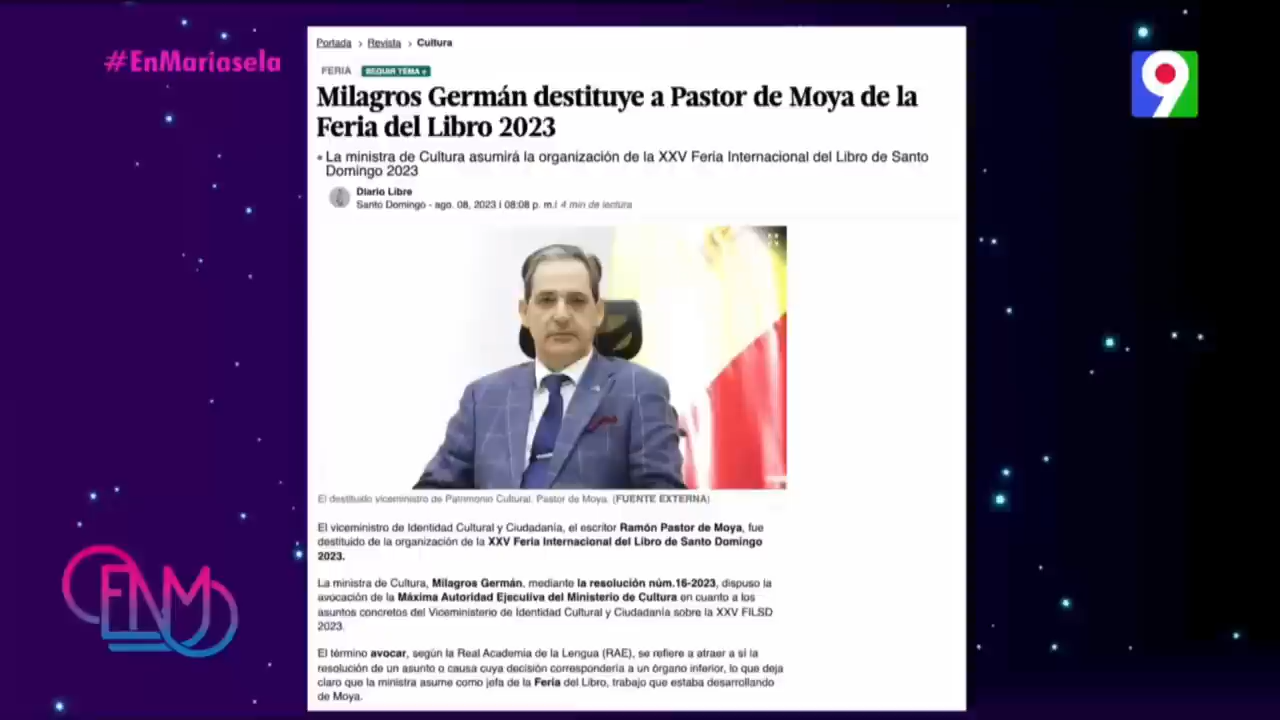 #EnMariasela
9
Portada > Revista > Cultura
FERIA SEGUIR TEMA +
Milagros Germán destituye a Pastor de Moya de la
Feria del Libro 2023
• La ministra de Cultura asumirá la organización de la XXV Feria Internacional del Libro de Santo
Domingo 2023
Diario Libre
Santo Domingo - ago. 08, 2023 | 08:08 p. m.| 4 min de lectura
El destituido viceministro de Patrimonio Cultural, Pastor de Moya. (FUENTE EXTERNA)
El viceministro de Identidad Cultural y Ciudadanía, el escritor Ramón Pastor de Moya, fue
destituido de la organización de la XXV Feria Internacional del Libro de Santo Domingo
2023.
La ministra de Cultura, Milagros Germán, mediante la resolución núm.16-2023, dispuso la
avocación de la Máxima Autoridad Ejecutiva del Ministerio de Cultura en cuanto a los
asuntos concretos del Viceministerio de Identidad Cultural y Ciudadanía sobre la XXV FILSD
2023.
El término avocar, según la Real Academia de la Lengua (RAE), se refiere a atraer a sí la
resolución de un asunto o causa cuya decisión correspondería a un órgano inferior, lo que deja
claro que la ministra asume como jefa de la Feria del Libro, trabajo que estaba desarrollando
de Moya.
ENM